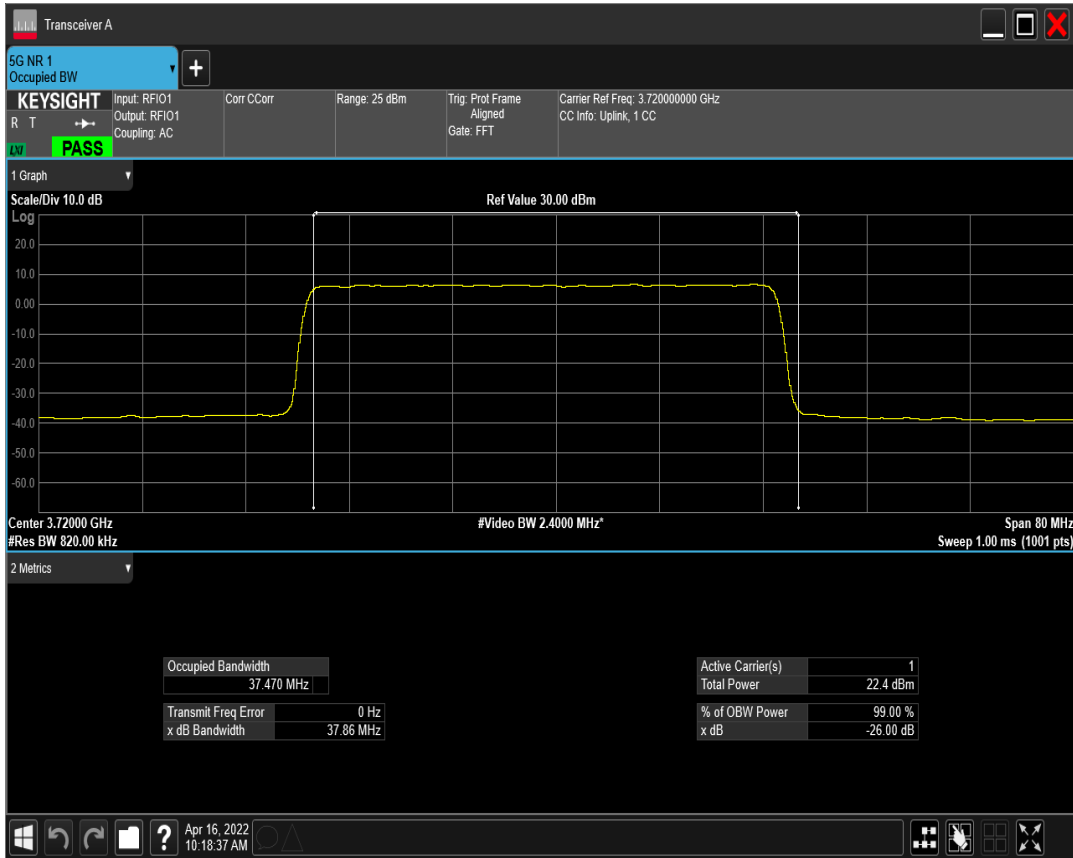 Transceiver A
5G NR 1
Occupied BW
KEYSIGHT
R T
LXI
PASS
Input: RFIO1
Output: RFIO1
Coupling: AC
Corr CCorr
Range: 25 dBm
Trig: Prot Frame
Aligned
Gate: FFT
Carrier Ref Freq: 3.720000000 GHz
CC Info: Uplink, 1 CC
1 Graph
Scale/Div 10.0 dB
Ref Value 30.00 dBm
Log
20.0
10.0
0.00
-10.0
-20.0
-30.0
-40.0
-50.0
-60.0
Center 3.72000 GHz
#Video BW 2.4000 MHz*
Span 80 MHz
#Res BW 820.00 kHz
Sweep 1.00 ms (1001 pts)
2 Metrics
Occupied Bandwidth
37.470 MHz
Transmit Freq Error 0 Hz
x dB Bandwidth 37.86 MHz
Active Carrier(s) 1
Total Power 22.4 dBm
% of OBW Power 99.00 %
x dB -26.00 dB
Apr 16, 2022
10:18:37 AM